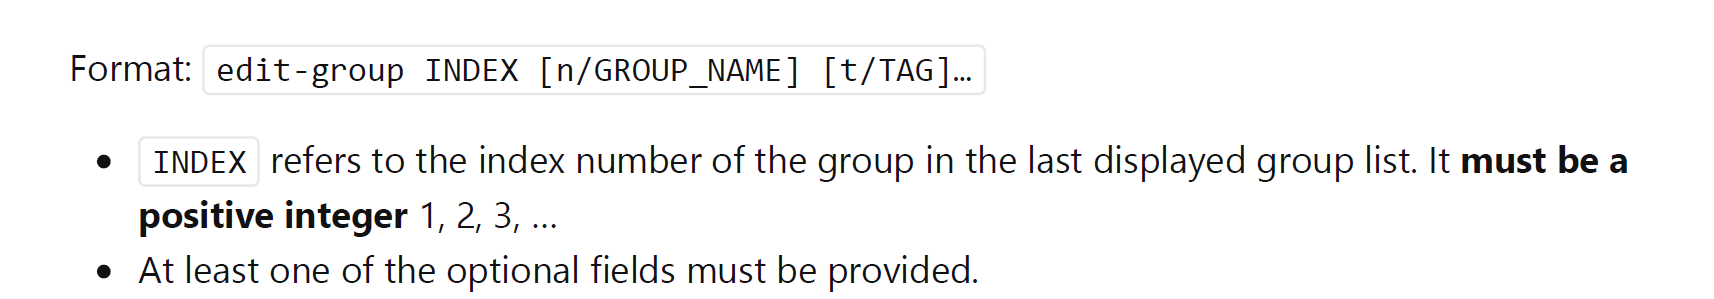 Format: edit-group INDEX [n/GROUP_NAME] [t/TAG]…
• INDEX refers to the index number of the group in the last displayed group list. It must be a
positive integer 1, 2, 3, …
• At least one of the optional fields must be provided.